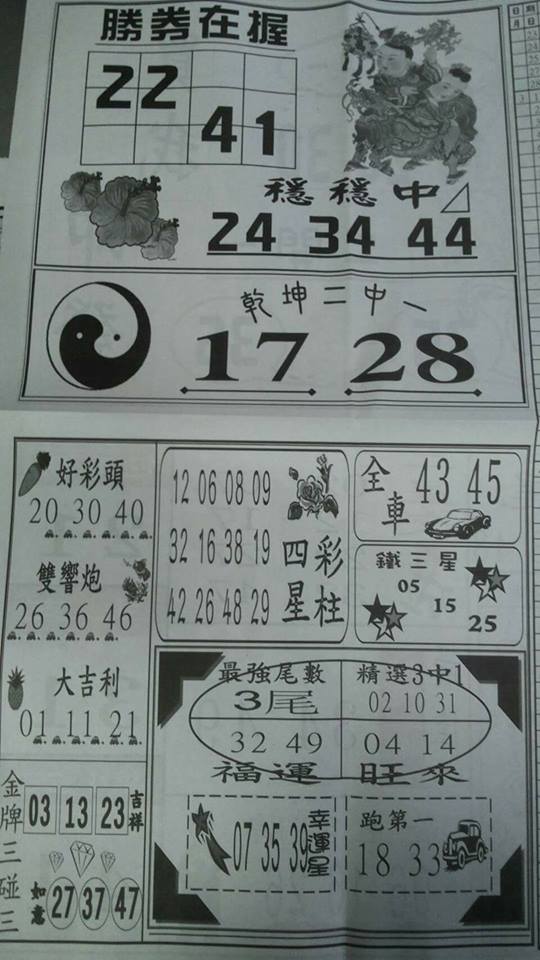 勝券在握
22
41
穩穩中
24 34 44
乾坤二中一
17 28
好彩頭
20 30 40
雙響炮
26 36 46
大吉利
01 11 21
金牌三碰三
03 13 23
吉祥
如意
27 37 47
12 06 08 09
32 16 38 19
42 26 48 29
四星彩柱
全車
43 45
鐵三星
05
15
25
最強尾數
3尾
精選3中1
02 10 31
32 49
04 14
福運旺來
07 35 39
幸運星
跑第一
18 33
日期
月日